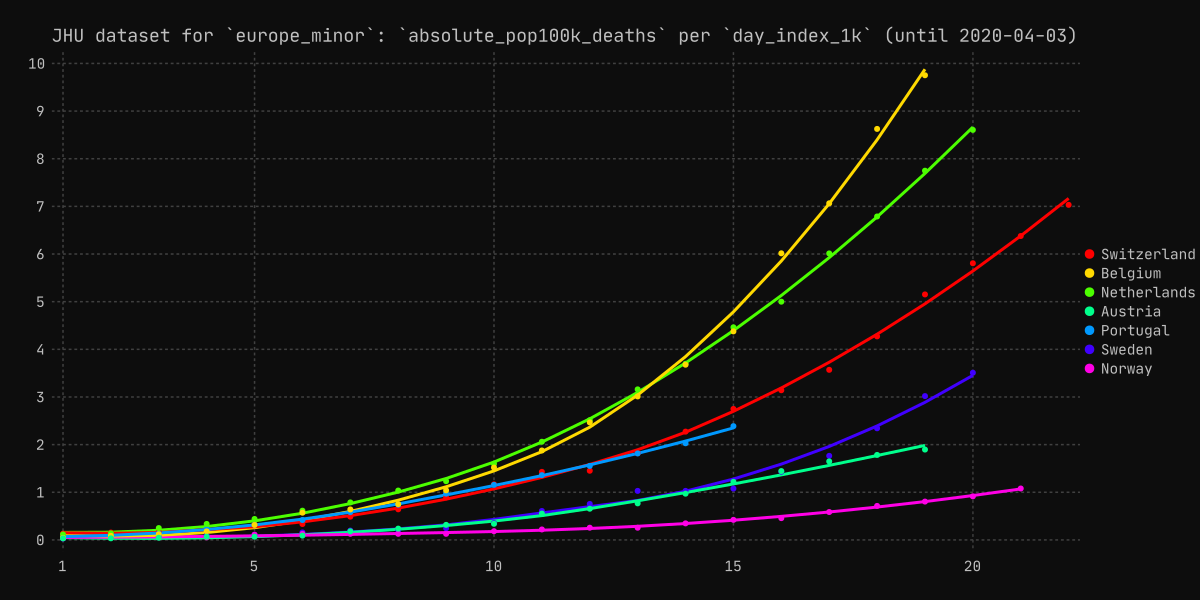 JHU dataset for `europe_minor`: `absolute_pop100k_deaths` per `day_index_1k` (until 2020-04-03)
10
9
8
7
6
5
4
3
2
1
0
1 5 10 15 20
Switzerland
Belgium
Netherlands
Austria
Portugal
Sweden
Norway